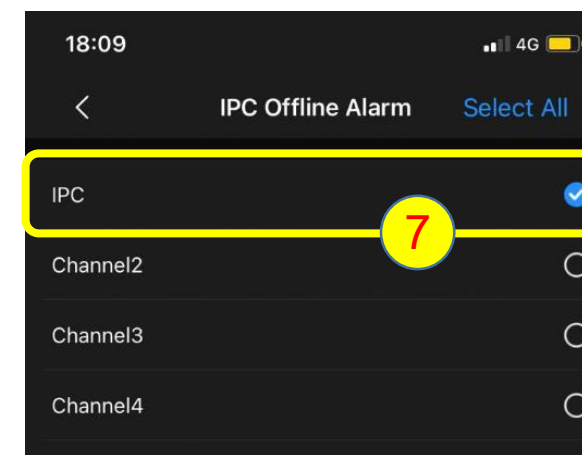 18:09 4G
IPC Offline Alarm Select All
IPC
7
Channel2
Channel3
Channel4